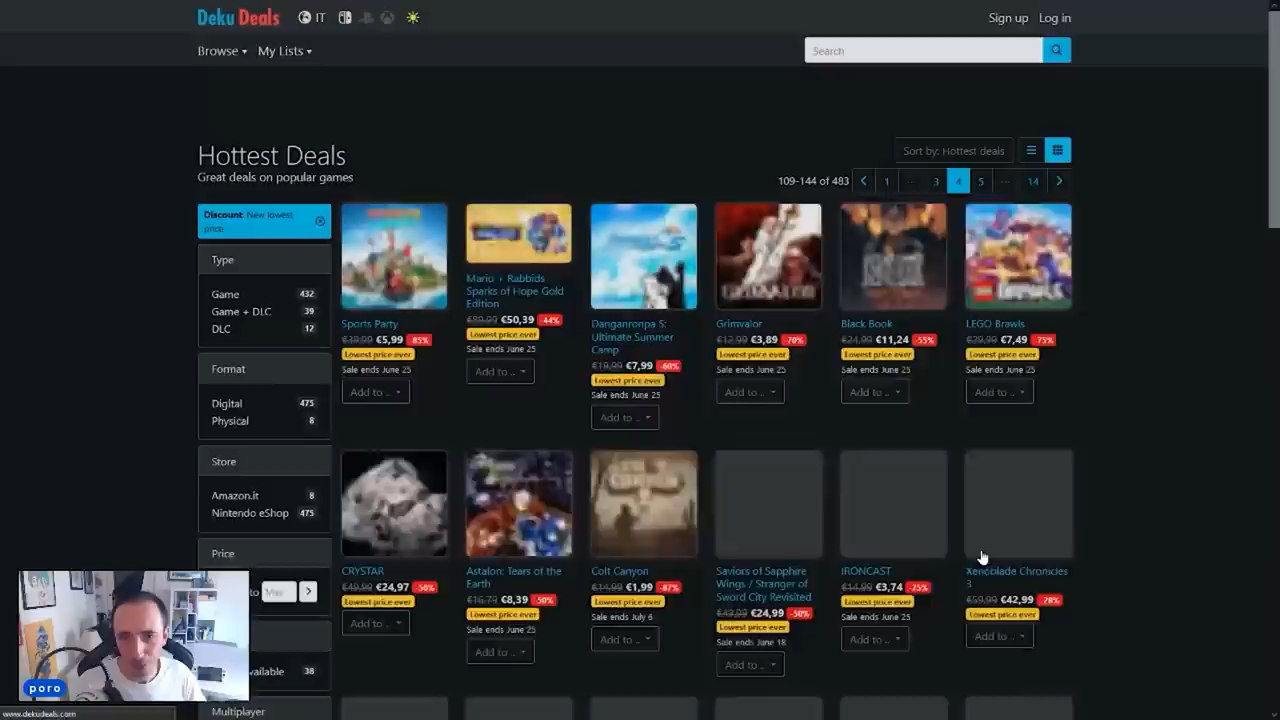 Deku Deals
IT
Sign up
Log in
Browse
My Lists
Search
Hottest Deals
Great deals on popular games
Sort by: Hottest deals
109-144 of 483
1
...
3
4
5
...
14
Discount: New lowest
price
Type
Game 432
Game + DLC 39
DLC 12
Format
Digital 475
Physical 8
Store
Amazon.it 8
Nintendo eShop 475
Price
to Max
vailable 38
Multiplayer
Sports Party
€39,99 €5,99 -85%
Lowest price ever
Sale ends June 25
Add to ..
Mario + Rabbids
Sparks of Hope Gold
Edition
€89,99 €50,39 -44%
Lowest price ever
Sale ends June 25
Add to ..
Danganronpa S:
Ultimate Summer
Camp
€19,99 €7,99 -60%
Lowest price ever
Sale ends June 25
Add to ..
Grimvalor
€12,99 €3,89 -70%
Lowest price ever
Sale ends June 25
Add to ..
Black Book
€24,99 €11,24 -55%
Lowest price ever
Sale ends June 25
Add to ..
LEGO Brawls
€29,99 €7,49 -75%
Lowest price ever
Sale ends June 25
Add to ..
CRYSTAR
€49,99 €24,97 -50%
Lowest price ever
Add to ..
Astalon: Tears of the
Earth
€16,79 €8,39 -50%
Lowest price ever
Sale ends June 25
Add to ..
Colt Canyon
€14,99 €1,99 -87%
Lowest price ever
Sale ends July 6
Add to ..
Saviors of Sapphire
Wings / Stranger of
Sword City Revisited
€49,99 €24,99 -50%
Lowest price ever
Sale ends June 18
Add to ..
IRONCAST
€14,99 €3,74 -75%
Lowest price ever
Sale ends June 25
Add to ..
Xenoblade Chronicles
3
€59,99 €42,99 -28%
Lowest price ever
Add to ..
poro
www.dekudeals.com